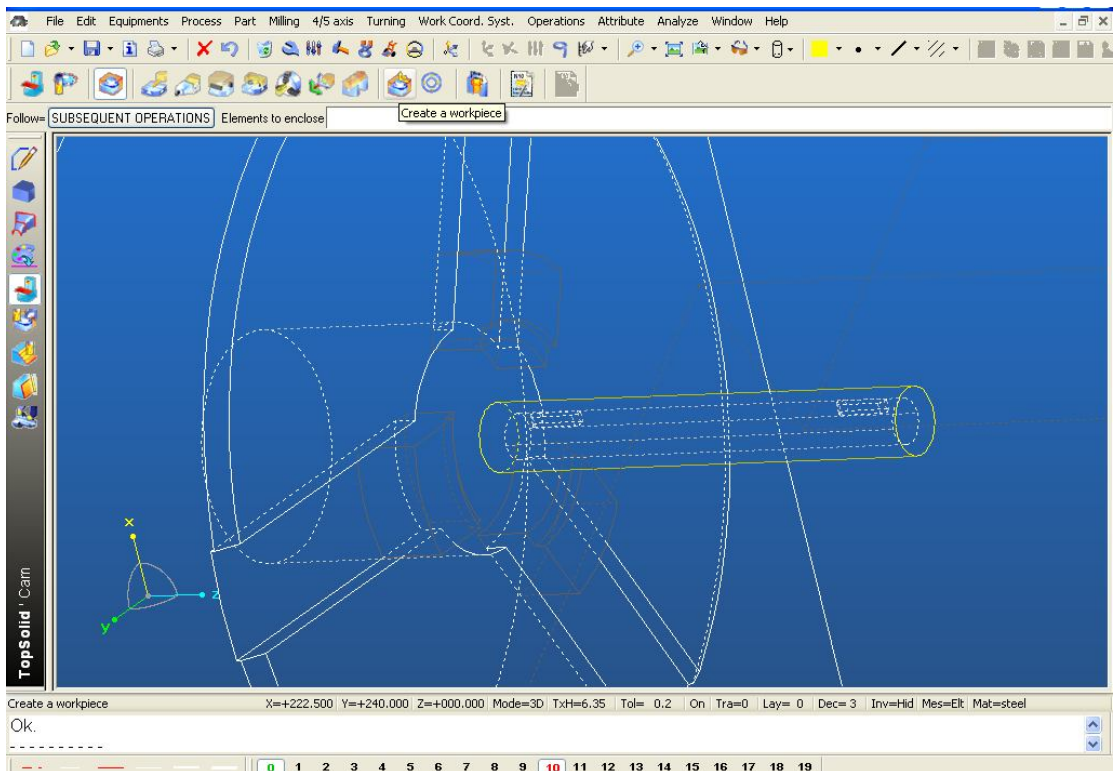 File Edit Equipments Process Part Milling 4/5 axis Turning Work Coord. Syst. Operations Attribute Analyze Window Help
Follow= SUBSEQUENT OPERATIONS Elements to enclose
Create a workpiece
x
z
y
TopSolid'Cam
Create a workpiece X=+222.500 Y=+240.000 Z=+000.000 Mode=3D TxH=6.35 Tol= 0.2 On Tra=0 Lay= 0 Dec= 3 Inv=Hid Mes=Elt Mat=steel
Ok.
----------
0 1 2 3 4 5 6 7 8 9 10 11 12 13 14 15 16 17 18 19